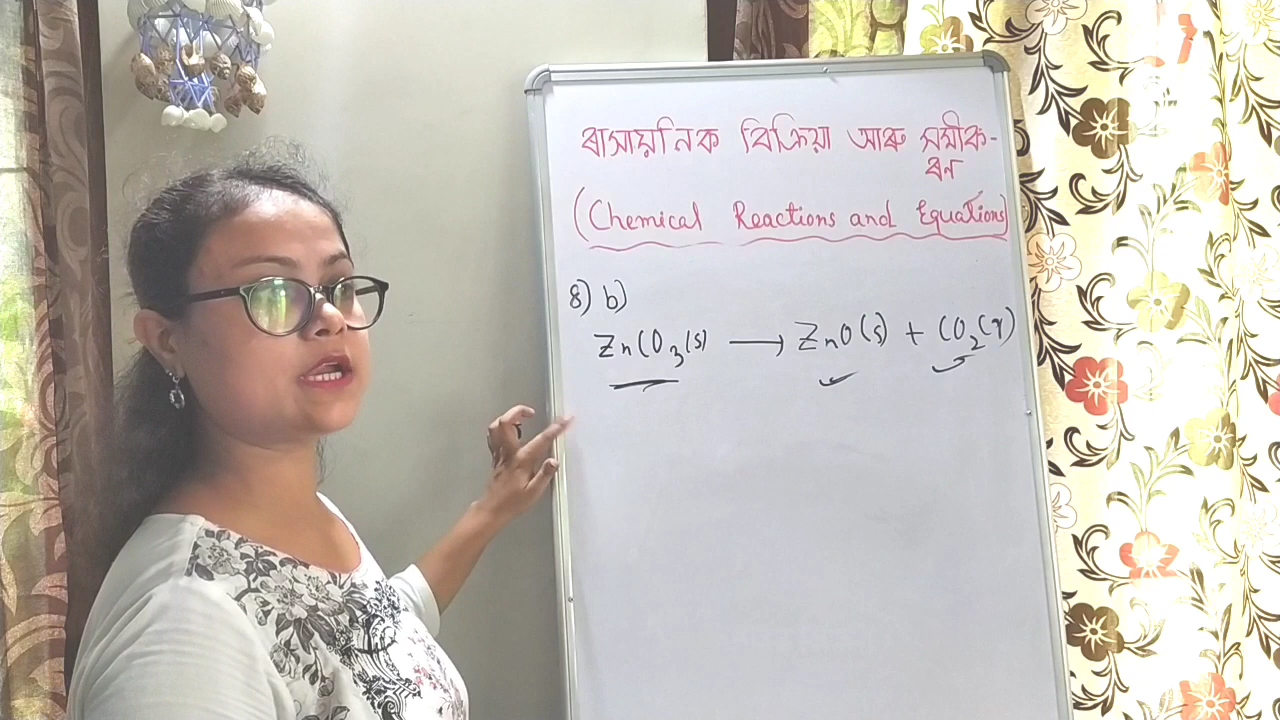 ৰাসায়নিক বিক্ৰিয়া আৰু সমীক-
ৰণ
(Chemical Reactions and Equations)
8) b)
ZnCO₃(s) ⟶ ZnO(s) + CO₂(g)